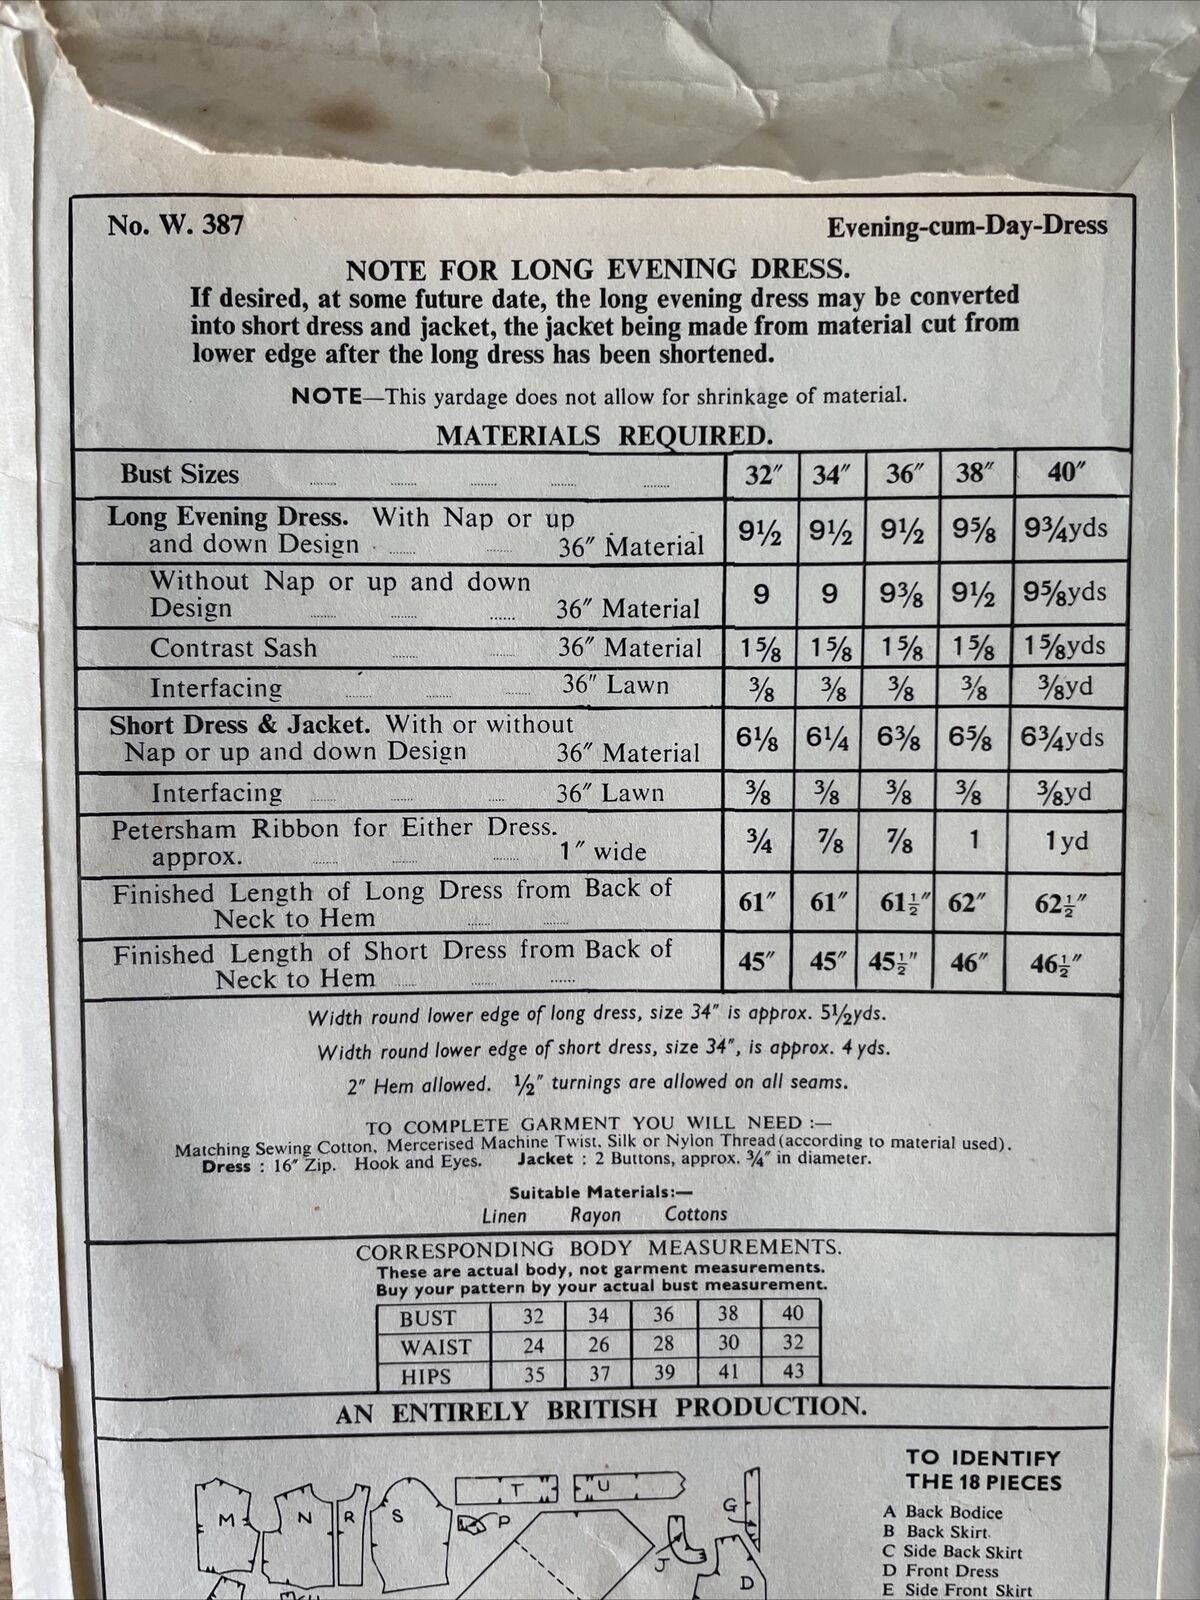 No. W. 387 Evening-cum-Day-Dress
NOTE FOR LONG EVENING DRESS.
If desired, at some future date, the long evening dress may be converted
into short dress and jacket, the jacket being made from material cut from
lower edge after the long dress has been shortened.
NOTE—This yardage does not allow for shrinkage of material.
MATERIALS REQUIRED.
Bust Sizes ........ ........ ........ ........ ........ 32″ 34″ 36″ 38″ 40″
Long Evening Dress. With Nap or up
and down Design ........ ........ 36″ Material 9½ 9½ 9½ 9⅝ 9¾yds
Without Nap or up and down
Design ........ ........ ...... 36″ Material 9 9 9⅜ 9½ 9⅝yds
Contrast Sash ........ ........ 36″ Material 1⅝ 1⅝ 1⅝ 1⅝ 1⅝yds
Interfacing ........ ........ ........ 36″ Lawn ⅜ ⅜ ⅜ ⅜ ⅜yd
Short Dress & Jacket. With or without
Nap or up and down Design 36″ Material 6⅛ 6¼ 6⅜ 6⅝ 6¾yds
Interfacing ........ ........ ...... 36″ Lawn ⅜ ⅜ ⅜ ⅜ ⅜yd
Petersham Ribbon for Either Dress.
approx. ........ ........ ........ 1″ wide ¾ ⅞ ⅞ 1 1yd
Finished Length of Long Dress from Back of
Neck to Hem ........ ........ 61″ 61″ 61½″ 62″ 62½″
Finished Length of Short Dress from Back of
Neck to Hem ...... ........ ...... 45″ 45″ 45½″ 46″ 46½″
Width round lower edge of long dress, size 34″ is approx. 5½yds.
Width round lower edge of short dress, size 34″, is approx. 4 yds.
2″ Hem allowed. ½″ turnings are allowed on all seams.
TO COMPLETE GARMENT YOU WILL NEED :—
Matching Sewing Cotton, Mercerised Machine Twist, Silk or Nylon Thread (according to material used).
Dress : 16″ Zip. Hook and Eyes. Jacket : 2 Buttons, approx. ¾″ in diameter.
Suitable Materials:—
Linen Rayon Cottons
CORRESPONDING BODY MEASUREMENTS.
These are actual body, not garment measurements.
Buy your pattern by your actual bust measurement.
BUST 32 34 36 38 40
WAIST 24 26 28 30 32
HIPS 35 37 39 41 43
AN ENTIRELY BRITISH PRODUCTION.
TO IDENTIFY
THE 18 PIECES
A Back Bodice
B Back Skirt
C Side Back Skirt
D Front Dress
E Side Front Skirt
M N R S T U P G J D